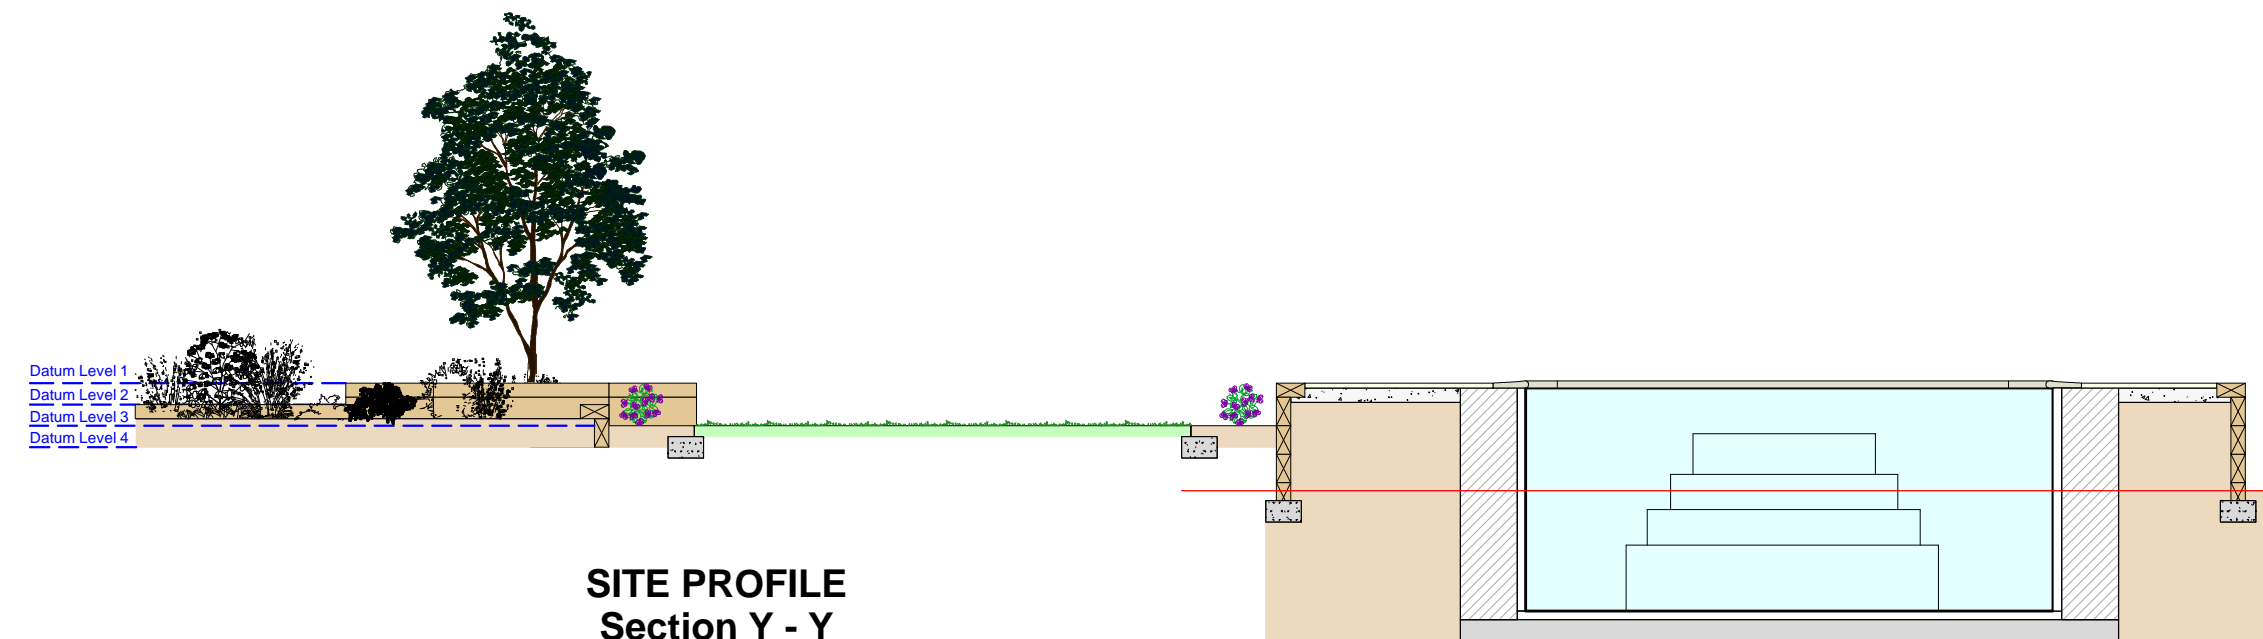 Datum Level 1
Datum Level 2
Datum Level 3
Datum Level 4
SITE PROFILE
Section Y - Y